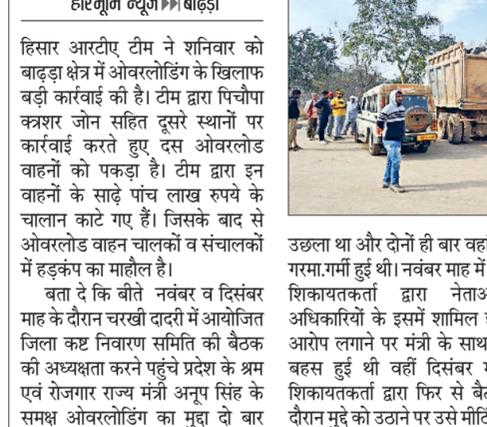 हरिभूमि न्यूज ▶▶ बाढड़ा
हिसार आरटीए टीम ने शनिवार को
बाढ़ड़ा क्षेत्र में ओवरलोडिंग के खिलाफ
बड़ी कार्रवाई की है। टीम द्वारा पिचौपा
क्रशर जोन सहित दूसरे स्थानों पर
कार्रवाई करते हुए दस ओवरलोड
वाहनों को पकड़ा है। टीम द्वारा इन
वाहनों के साढ़े पांच लाख रुपये के
चालान काटे गए हैं। जिसके बाद से
ओवरलोड वाहन चालकों व संचालकों
में हड़कंप का माहौल है।
बता दे कि बीते नवंबर व दिसंबर
माह के दौरान चरखी दादरी में आयोजित
जिला कष्ट निवारण समिति की बैठक
की अध्यक्षता करने पहुंचे प्रदेश के श्रम
एवं रोजगार राज्य मंत्री अनूप सिंह के
समक्ष ओवरलोडिंग का मुद्दा दो बार
उछला था और दोनों ही बार वहां
गरमा.गर्मी हुई थी। नवंबर माह में
शिकायतकर्ता द्वारा
अधिकारियों के इसमें शामिल
आरोप लगाने पर मंत्री के साथ
बहस हुई थी वहीं दिसंबर
शिकायतकर्ता द्वारा फिर से
दौरान मुद्दे को उठाने पर उसे